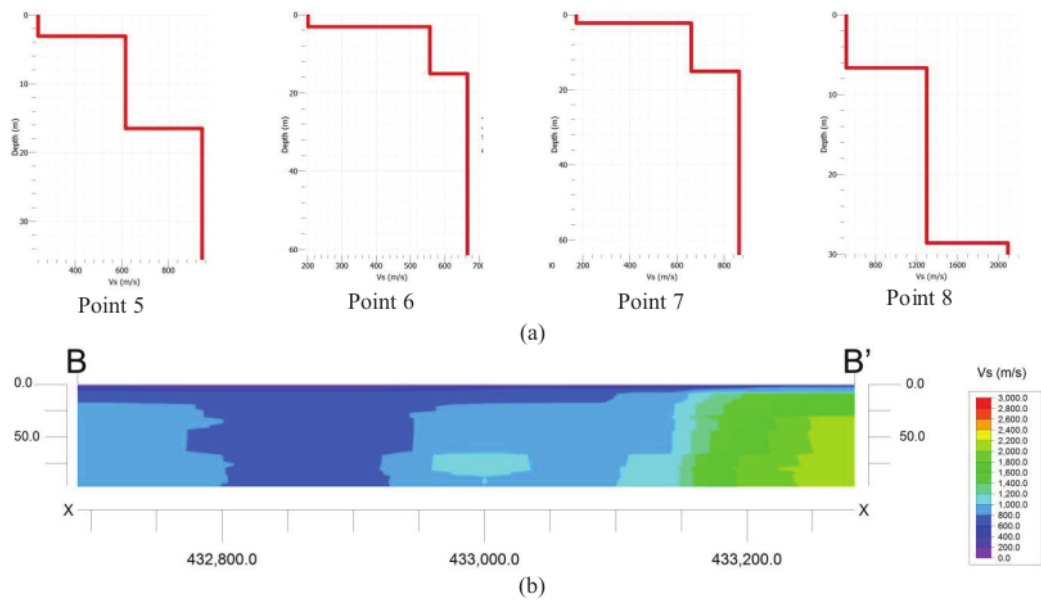 0
10
20
30
Depth (m)
400 600 800
Vs (m/s)
Point 5
0
20
40
60
Depth (m)
200 300 400 500 600 700
Vs (m/s)
Point 6
0
20
40
60
Depth (m)
00 200 400 600 800
Vs (m/s)
Point 7
0
10
20
30
Depth (m)
800 1200 1600 2000
Vs (m/s)
Point 8
(a)
B B’
0.0 0.0
50.0 50.0
X X
432,800.0 433,000.0 433,200.0
Vs (m/s)
3,000.0
2,800.0
2,600.0
2,400.0
2,200.0
2,000.0
1,800.0
1,600.0
1,400.0
1,200.0
1,000.0
800.0
600.0
400.0
200.0
0.0
(b)